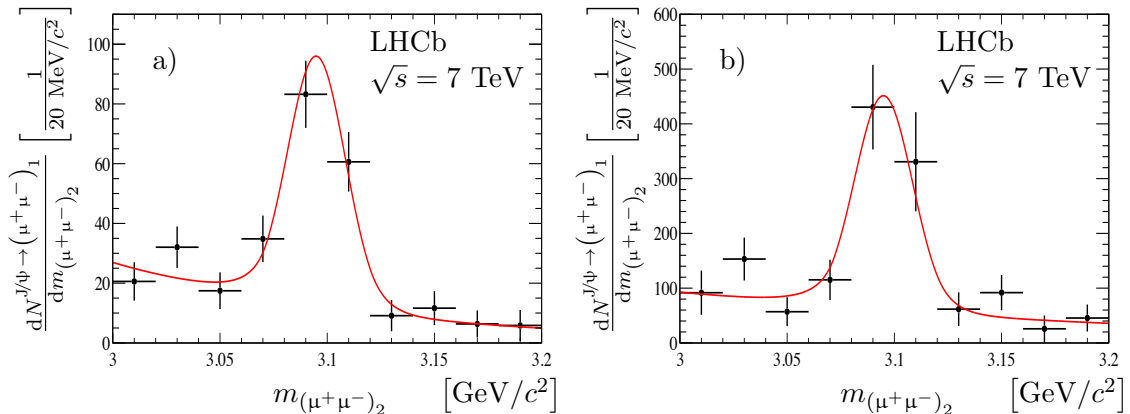 a)
LHCb
√s = 7 TeV
dN^{J/ψ→(μ⁺μ⁻)₁} / dm_{(μ⁺μ⁻)₂} [1 / 20 MeV/c²]
100
80
60
40
20
0
3 3.05 3.1 3.15 3.2
m_{(μ⁺μ⁻)₂} [GeV/c²]
b)
LHCb
√s = 7 TeV
dN^{J/ψ→(μ⁺μ⁻)₁} / dm_{(μ⁺μ⁻)₂} [1 / 20 MeV/c²]
600
500
400
300
200
100
0
3 3.05 3.1 3.15 3.2
m_{(μ⁺μ⁻)₂} [GeV/c²]